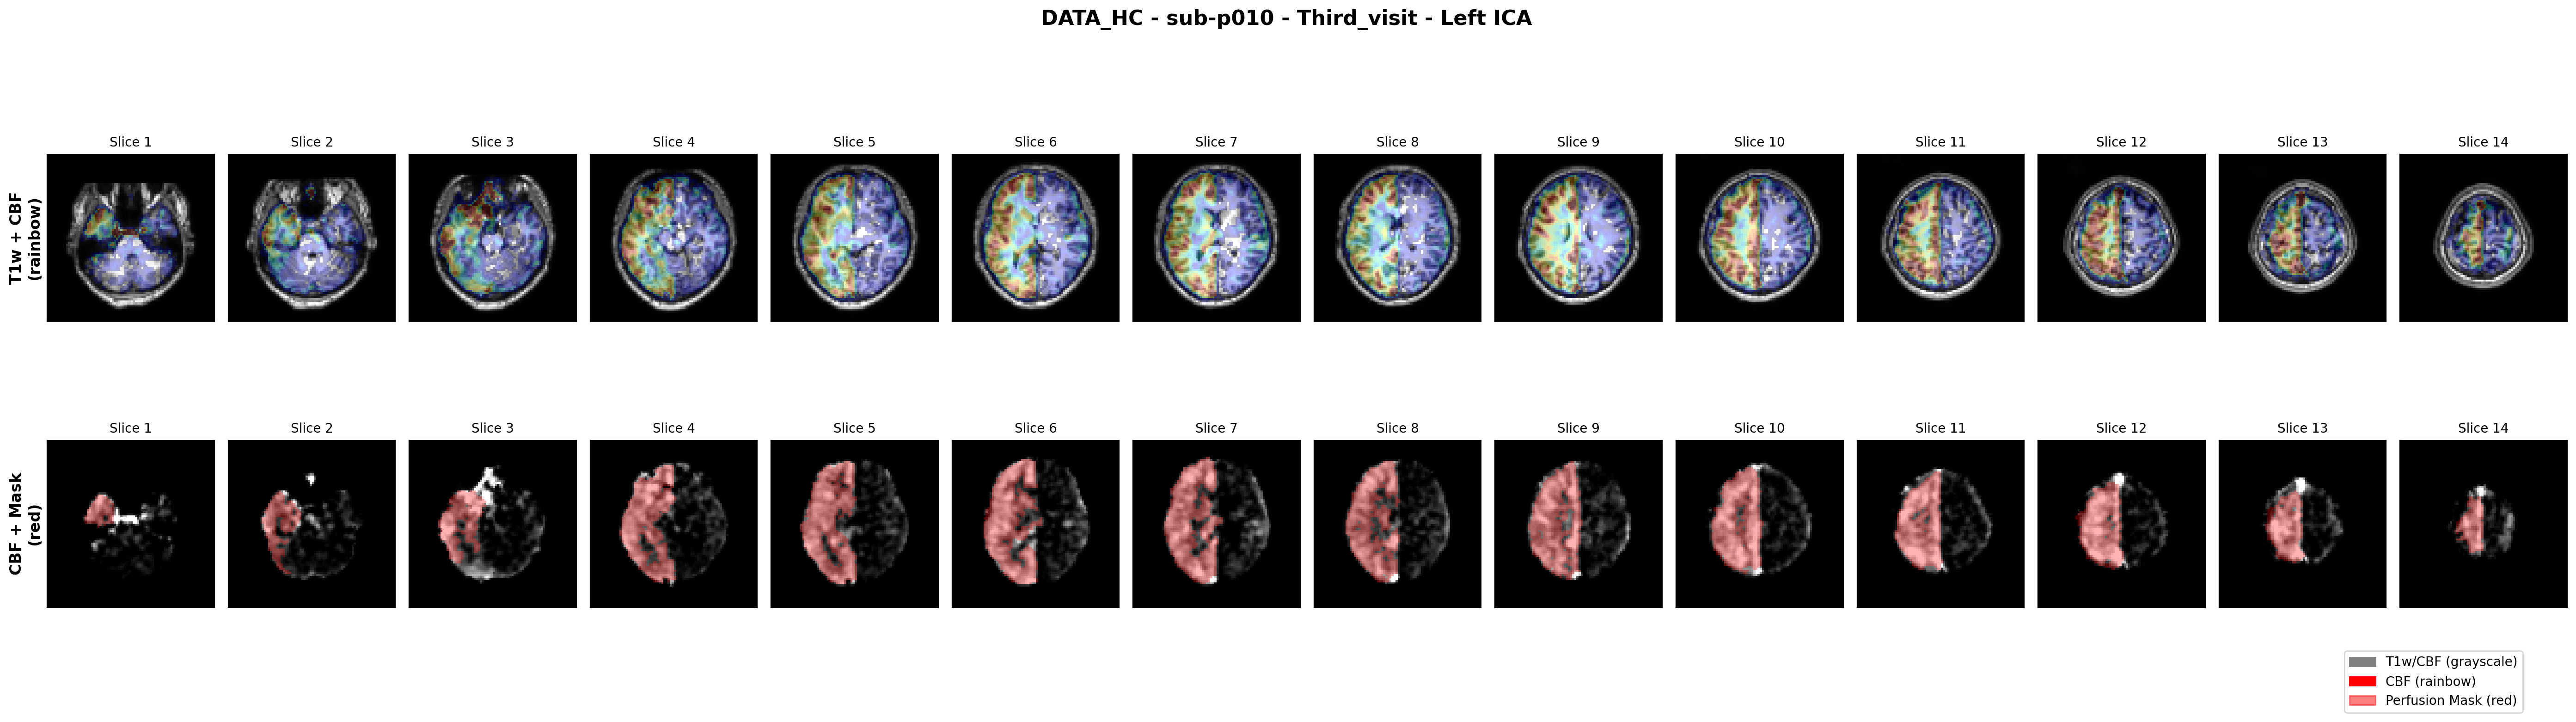 DATA_HC - sub-p010 - Third_visit - Left ICA
Slice 1 Slice 2 Slice 3 Slice 4 Slice 5 Slice 6 Slice 7 Slice 8 Slice 9 Slice 10 Slice 11 Slice 12 Slice 13 Slice 14
T1w + CBF
(rainbow)
Slice 1 Slice 2 Slice 3 Slice 4 Slice 5 Slice 6 Slice 7 Slice 8 Slice 9 Slice 10 Slice 11 Slice 12 Slice 13 Slice 14
CBF + Mask
(red)
T1w/CBF (grayscale)
CBF (rainbow)
Perfusion Mask (red)